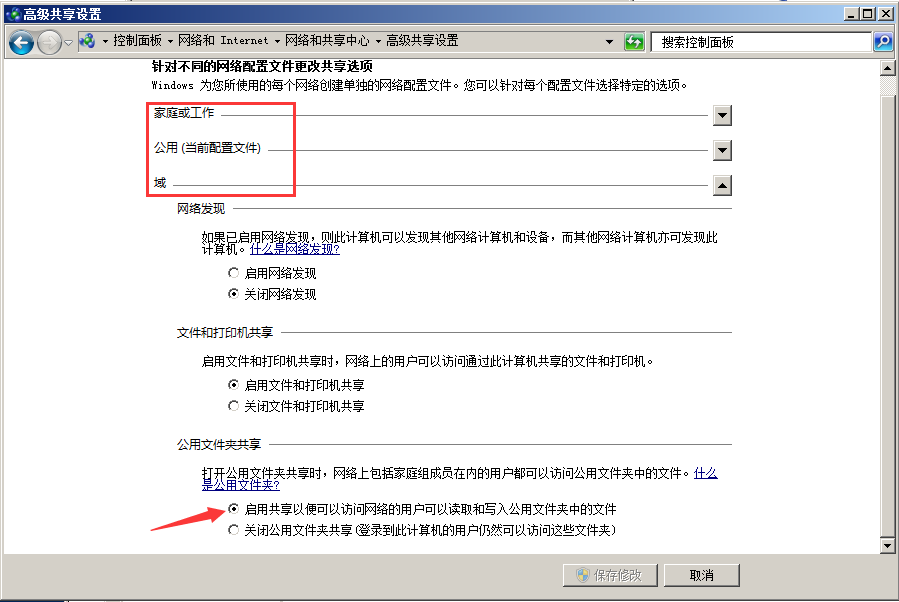 高级共享设置
控制面板 网络和 Internet 网络和共享中心 高级共享设置
搜索控制面板
针对不同的网络配置文件更改共享选项
Windows 为您所使用的每个网络创建单独的网络配置文件。您可以针对每个配置文件选择特定的选项。
家庭或工作
公用 (当前配置文件)
域
网络发现
如果已启用网络发现，则此计算机可以发现其他网络计算机和设备，而其他网络计算机亦可发现此
计算机。什么是网络发现?
启用网络发现
关闭网络发现
文件和打印机共享
启用文件和打印机共享时，网络上的用户可以访问通过此计算机共享的文件和打印机。
启用文件和打印机共享
关闭文件和打印机共享
公用文件夹共享
打开公用文件夹共享时，网络上包括家庭组成员在内的用户都可以访问公用文件夹中的文件。什么
是公用文件夹?
启用共享以便可以访问网络的用户可以读取和写入公用文件夹中的文件
关闭公用文件夹共享(登录到此计算机的用户仍然可以访问这些文件夹)
保存修改
取消